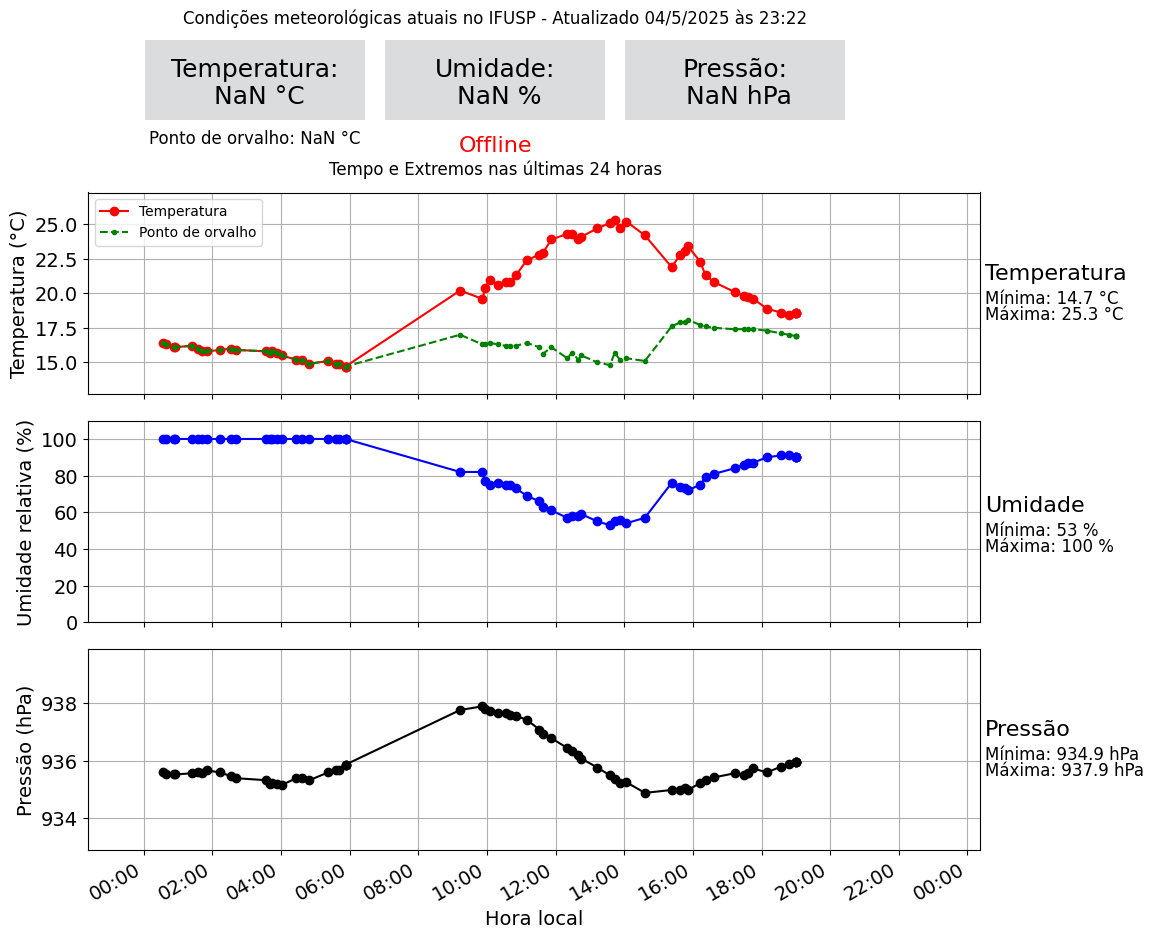 Condições meteorológicas atuais no IFUSP - Atualizado 04/5/2025 às 23:22
Temperatura:
NaN °C
Umidade:
NaN %
Pressão:
NaN hPa
Ponto de orvalho: NaN °C
Offline
Tempo e Extremos nas últimas 24 horas
Temperatura (°C)
25.0
22.5
20.0
17.5
15.0
Temperatura
Ponto de orvalho
Temperatura
Mínima: 14.7 °C
Máxima: 25.3 °C
Umidade relativa (%)
100
80
60
40
20
0
Umidade
Mínima: 53 %
Máxima: 100 %
Pressão (hPa)
938
936
934
Pressão
Mínima: 934.9 hPa
Máxima: 937.9 hPa
00:00 02:00 04:00 06:00 08:00 10:00 12:00 14:00 16:00 18:00 20:00 22:00 00:00
Hora local